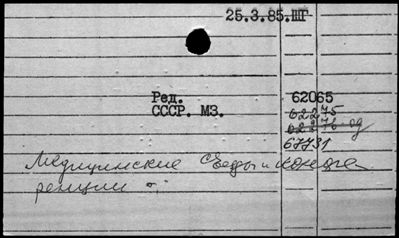 25.3.85.ШГ
Ред. 62065
СССР. МЗ. 62275
67731
Медицинские съезды и конфе-
ренции